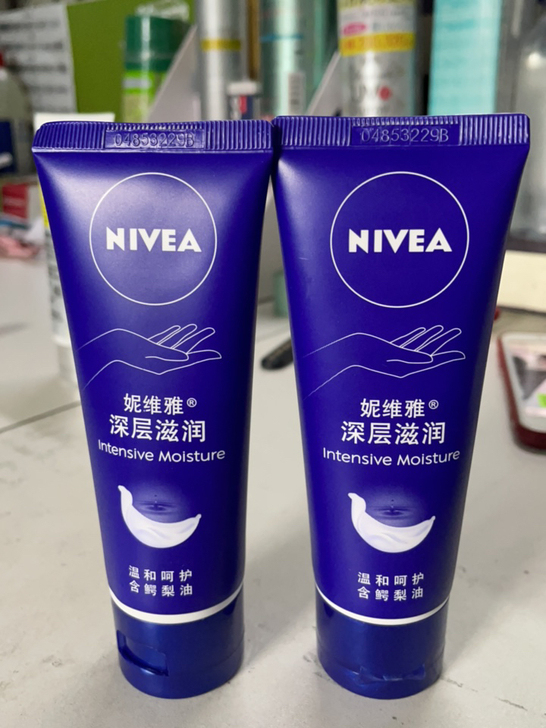 04853229B
NIVEA
妮维雅®
深层滋润
Intensive Moisture
温和呵护
含鳄梨油
04853229B
NIVEA
妮维雅®
深层滋润
Intensive Moisture
温和呵护
含鳄梨油